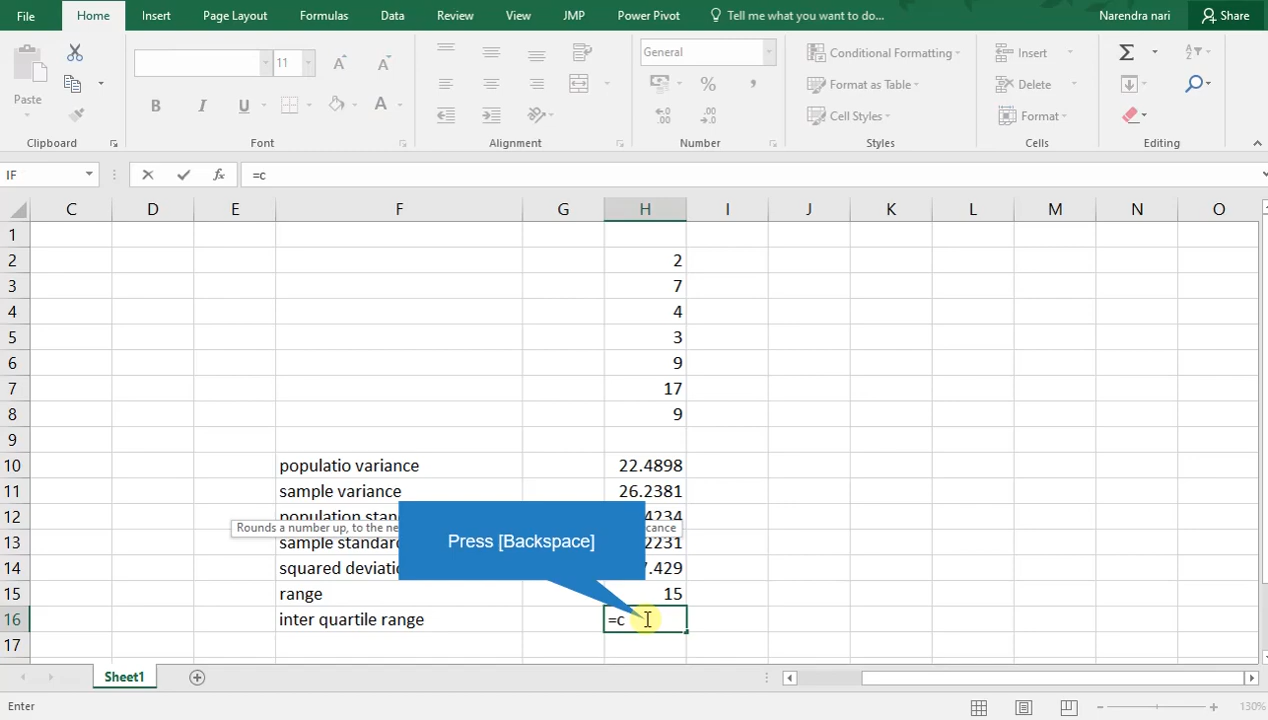 File Home Insert Page Layout Formulas Data Review View JMP Power Pivot Tell me what you want to do... Narendra nari Share
Paste
11
General
Conditional Formatting
Format as Table
Cell Styles
Insert
Delete
Format
Clipboard Font Alignment Number Styles Cells Editing
IF =c
C D E F G H I J K L M N O
1
2 2
3 7
4 4
5 3
6 9
7 17
8 9
9
10 populatio variance 22.4898
11 sample variance 26.2381
12 population stan 4234
Rounds a number up, to the ne cance
Press [Backspace]
13 sample standar 2231
14 squared deviatio 7.429
15 range 15
16 inter quartile range =c
17
Sheet1
Enter 130%